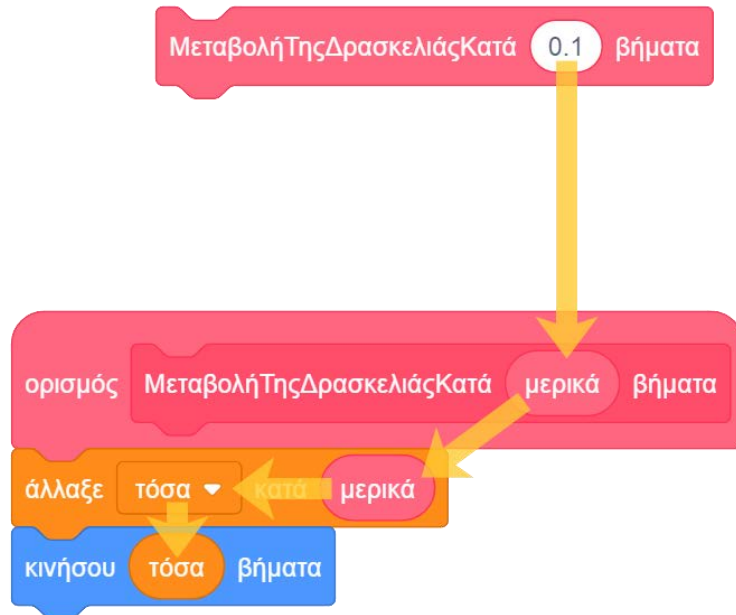 ΜεταβολήΤηςΔρασκελιάςΚατά 0.1 βήματα
ορισμός ΜεταβολήΤηςΔρασκελιάςΚατά μερικά βήματα
άλλαξε τόσα κατά μερικά
κινήσου τόσα βήματα